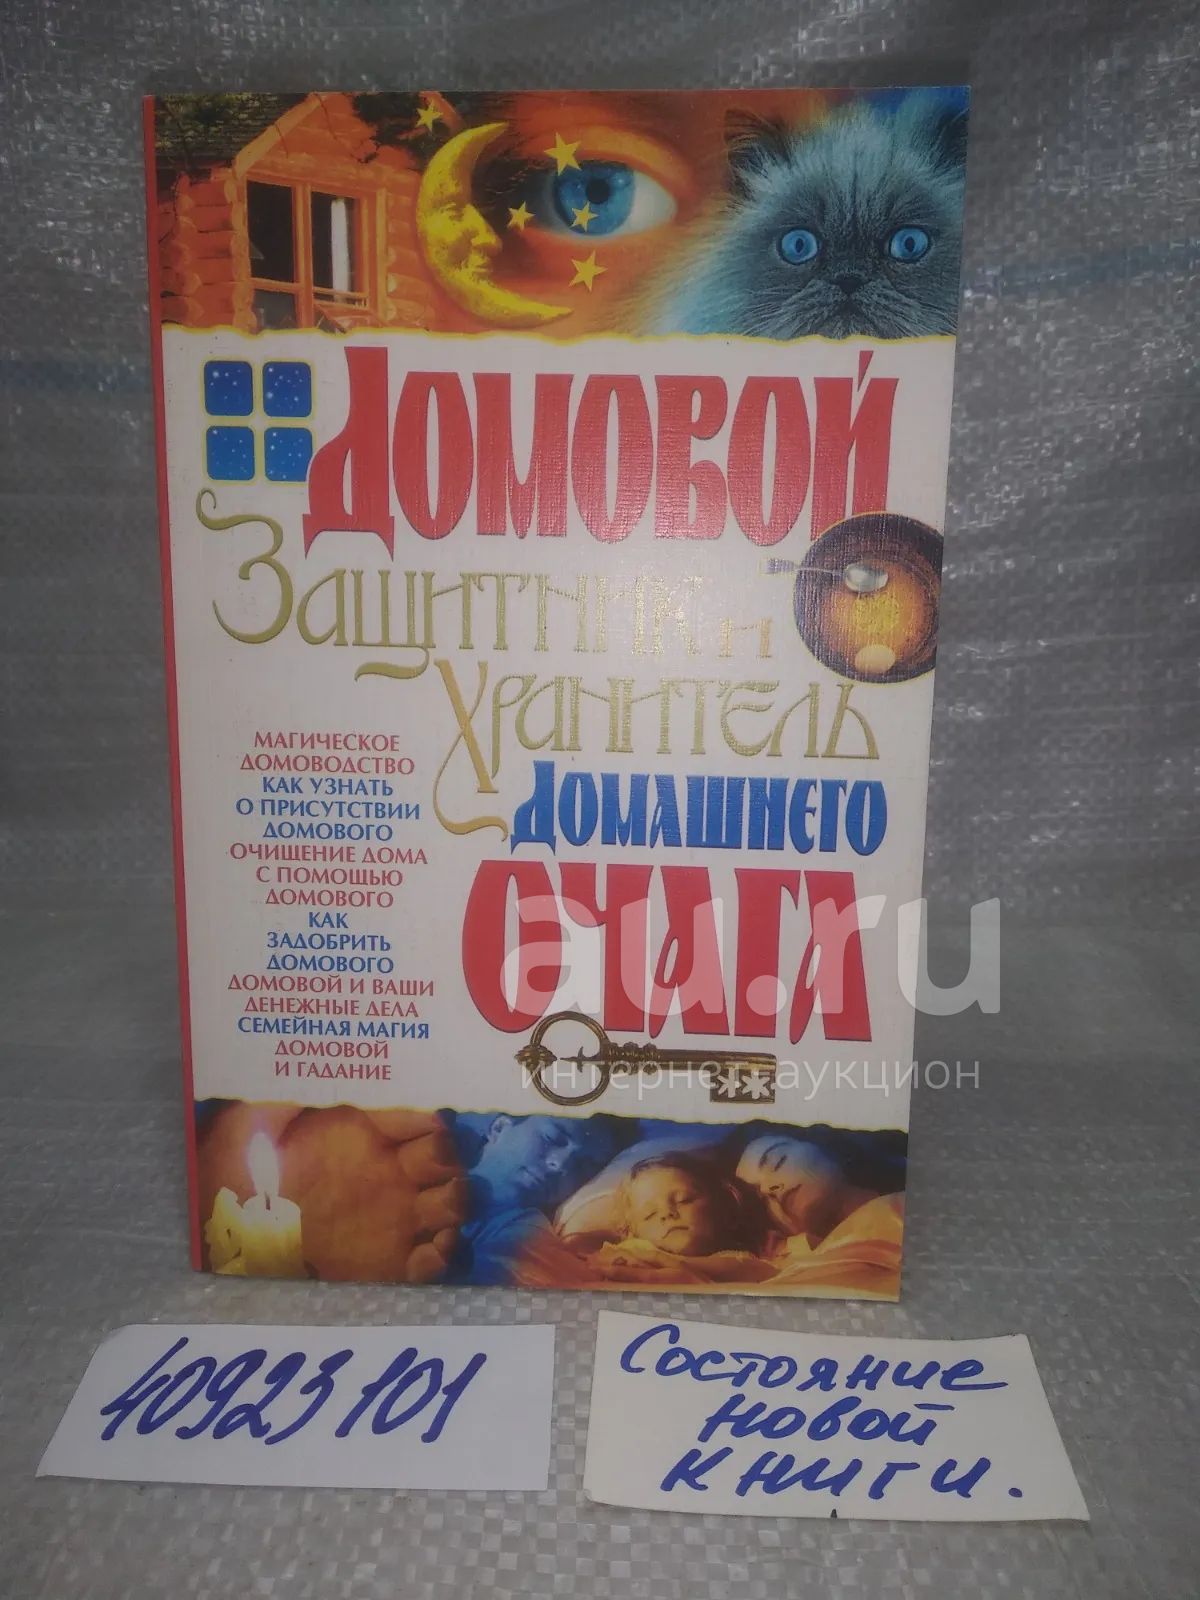 ДОМОВОЙ
Защитник и
Хранитель
ДОМАШНЕГО
ОЧАГА
МАГИЧЕСКОЕ
ДОМОВОДСТВО
КАК УЗНАТЬ
О ПРИСУТСТВИИ
ДОМОВОГО
ОЧИЩЕНИЕ ДОМА
С ПОМОЩЬЮ
ДОМОВОГО
КАК
ЗАДОБРИТЬ
ДОМОВОГО
ДОМОВОЙ И ВАШИ
ДЕНЕЖНЫЕ ДЕЛА
СЕМЕЙНАЯ МАГИЯ
ДОМОВОЙ
И ГАДАНИЕ
au.ru
интернет-аукцион
40923101
Состояние
новой
книги.